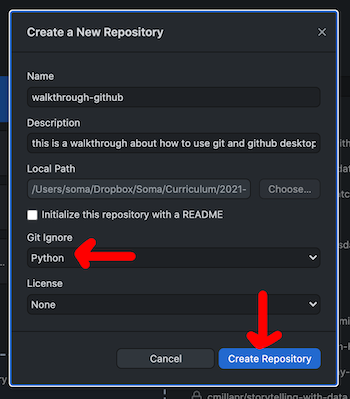 Create a New Repository
Name
walkthrough-github
Description
this is a walkthrough about how to use git and github desktop
Local Path
/Users/soma/Dropbox/Soma/Curriculum/2021-
Choose...
Initialize this repository with a README
Git Ignore
Python
License
None
Cancel
Create Repository
cmillapr/storytelling-with-data